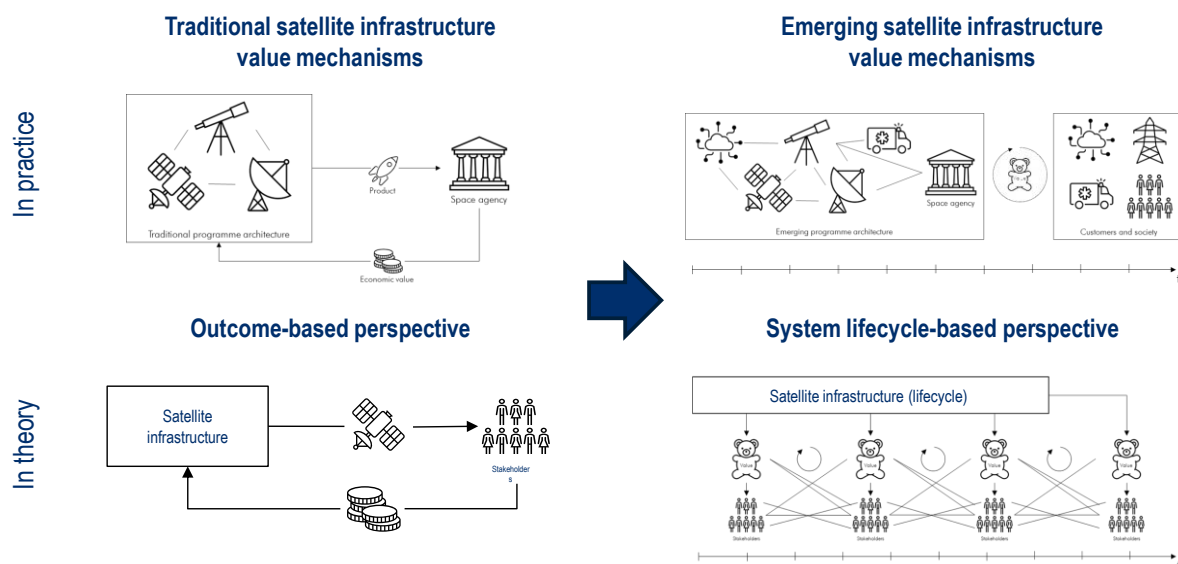 Traditional satellite infrastructure
value mechanisms
Emerging satellite infrastructure
value mechanisms
In practice
Product
Space agency
Traditional programme architecture
Economic value
Space agency
Emerging programme architecture
Customers and society
t
Outcome-based perspective
System lifecycle-based perspective
In theory
Satellite
infrastructure
Stakeholder
s
Satellite infrastructure (lifecycle)
Value
Value
Value
Value
Stakeholders
Stakeholders
Stakeholders
Stakeholders